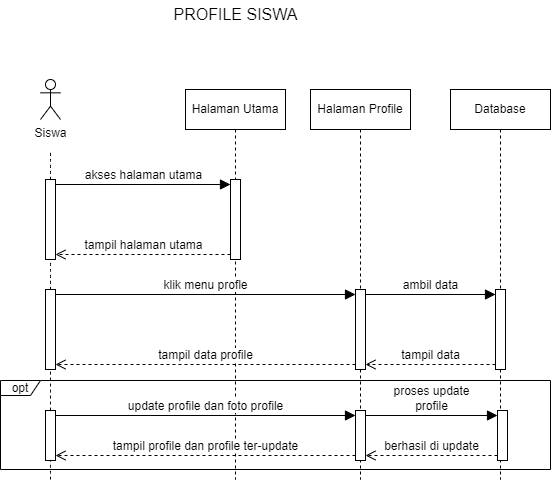 PROFILE SISWA
Siswa
Halaman Utama
Halaman Profile
Database
akses halaman utama
tampil halaman utama
klik menu profle
ambil data
tampil data profile
tampil data
opt
proses update
profile
update profile dan foto profile
tampil profile dan profile ter-update
berhasil di update